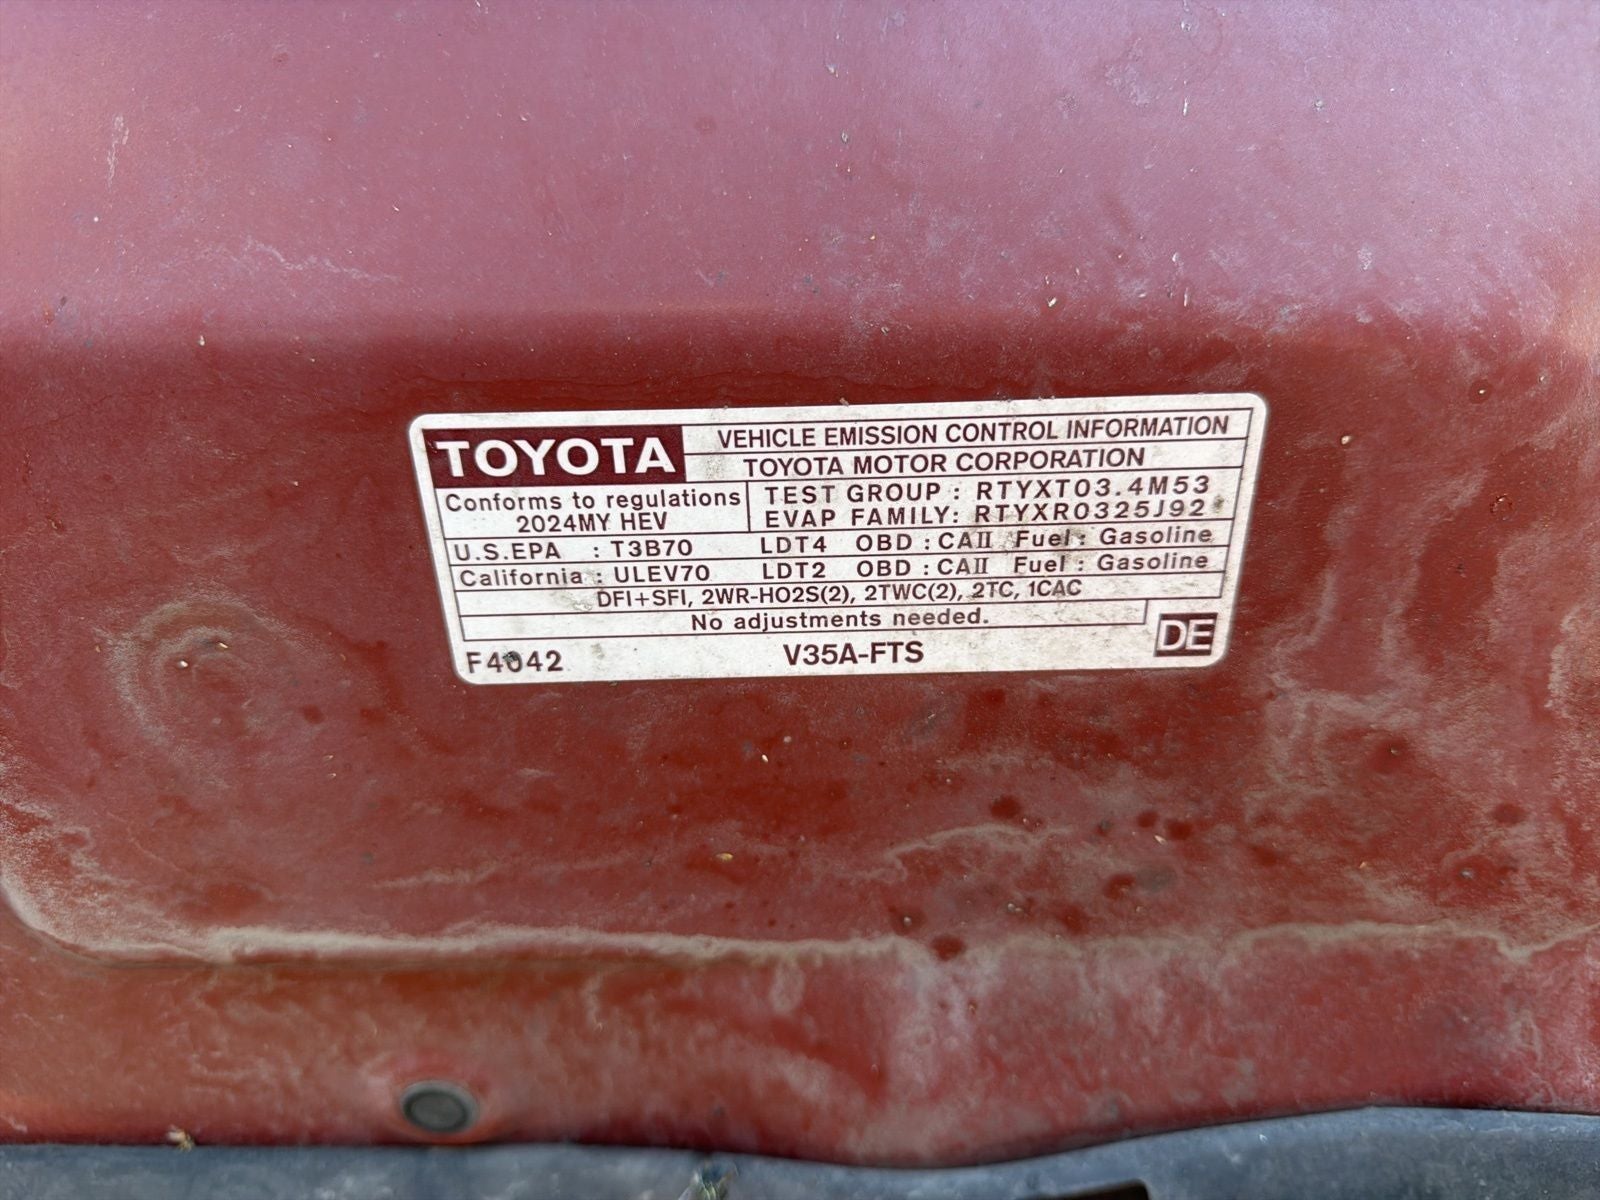 TOYOTA
VEHICLE EMISSION CONTROL INFORMATION
TOYOTA MOTOR CORPORATION
Conforms to regulations
2024MY HEV
TEST GROUP : RTYXT03.4M53
EVAP FAMILY: RTYXR0325J92
U.S.EPA : T3B70 LDT4 OBD : CAII Fuel : Gasoline
California : ULEV70 LDT2 OBD : CAII Fuel : Gasoline
DFI+SFI, 2WR-HO2S(2), 2TWC(2), 2TC, 1CAC
No adjustments needed.
F4042 V35A-FTS DE